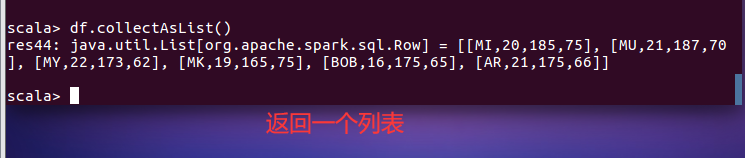 scala> df.collectAsList()
res44: java.util.List[org.apache.spark.sql.Row] = [[MI,20,185,75], [MU,21,187,70
], [MY,22,173,62], [MK,19,165,75], [BOB,16,175,65], [AR,21,175,66]]
scala>
返回一个列表